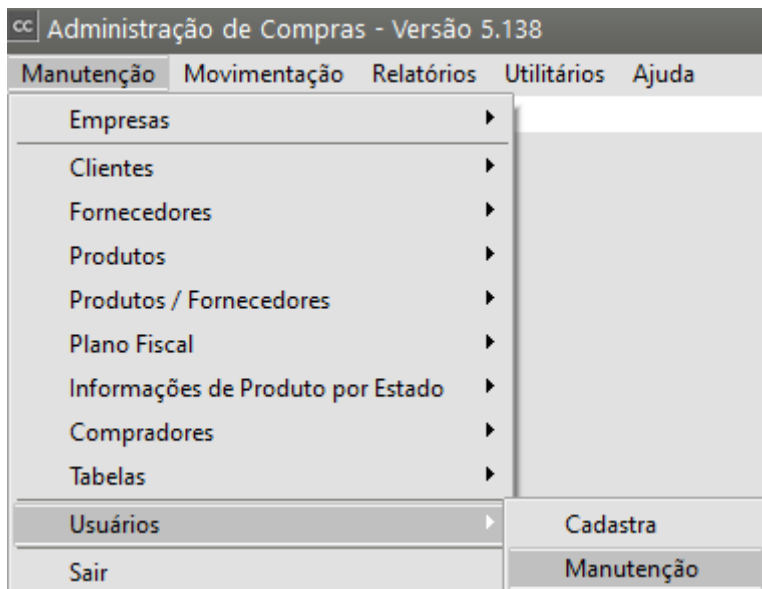 cc Administração de Compras - Versão 5.138
Manutenção Movimentação Relatórios Utilitários Ajuda
Empresas
Clientes
Fornecedores
Produtos
Produtos / Fornecedores
Plano Fiscal
Informações de Produto por Estado
Compradores
Tabelas
Usuários
Cadastra
Manutenção
Sair